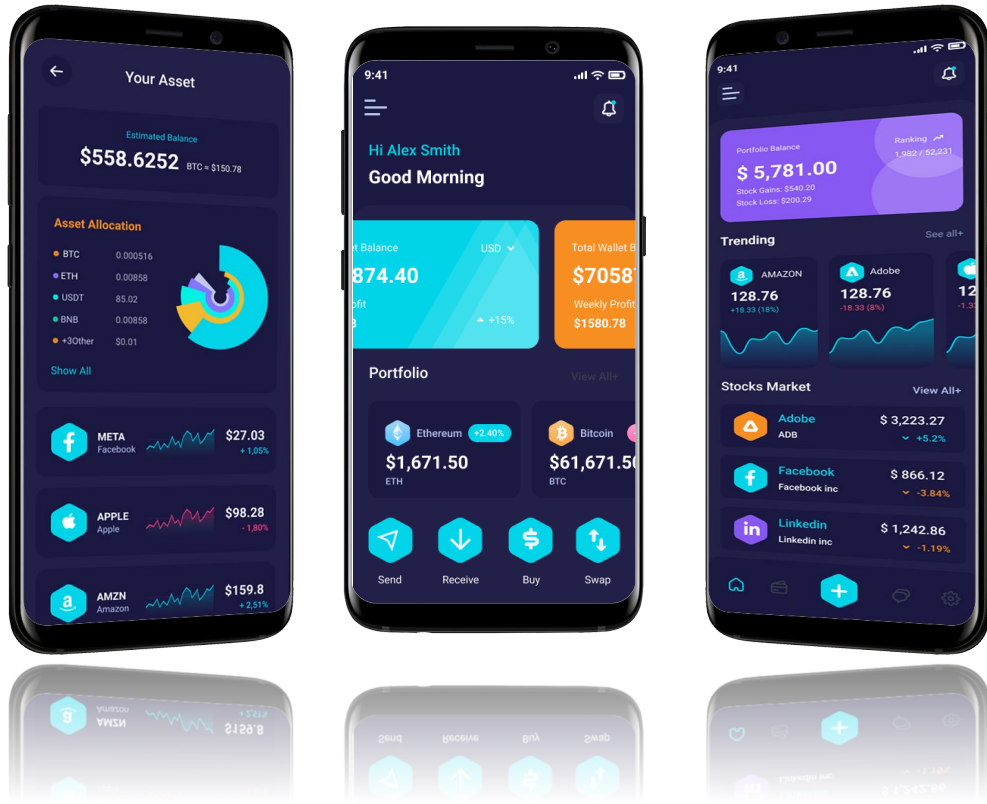 Your Asset
Estimated Balance
$558.6252 BTC ≈ $150.78
Asset Allocation
BTC 0.000516
ETH 0.00858
USDT 85.02
BNB 0.00858
+3Other $0.01
Show All
META $27.03
Facebook + 1,05%
APPLE $98.28
Apple - 1,80%
AMZN $159.8
Amazon + 2,51%
9:41
Hi Alex Smith
Good Morning
Balance USD
874.40
+15%
Total Wallet B
$7058
Weekly Profit
$1580.78
Portfolio View All+
Ethereum +2.40%
$1,671.50
ETH
Bitcoin
$61,671.50
BTC
Send Receive Buy Swap
9:41
Portfolio Balance
$ 5,781.00
Stock Gains: $540.20
Stock Loss: $200.29
Ranking
1,982 / 52,231
Trending See all+
a AMAZON
128.76
+18.33 (18%)
Adobe
128.76
-18.33 (8%)
12
-1.33
Stocks Market View All+
Adobe $ 3,223.27
ADB +5.2%
Facebook $ 866.12
Facebook inc -3.84%
in Linkedin $ 1,242.86
Linkedin inc -1.19%